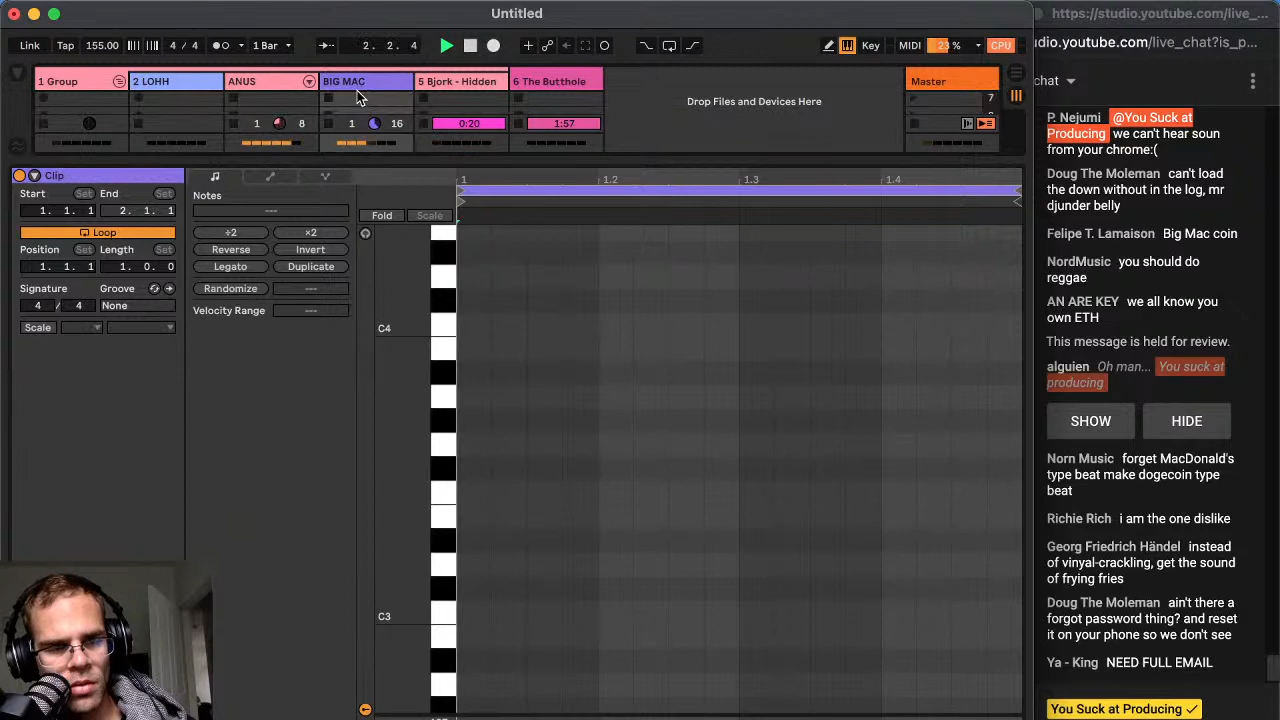 Untitled
https://studio.youtube.com/live_...
Link Tap 155.00 4 / 4 1 Bar 2. 2. 4 Key MIDI 23 % CPU
udio.youtube.com/live_chat?is_p...
1 Group 2 LOHH ANUS BIG MAC 5 Bjork - Hidden 6 The Butthole Master
Drop Files and Devices Here
7
1 8 1 16 0:20 1:57
Clip
Start Set End Set
1. 1. 1 2. 1. 1
Loop
Position Set Length Set
1. 1. 1 1. 0. 0
Signature Groove
4 / 4 None
Scale
Notes
---
÷2 ×2
Reverse Invert
Legato Duplicate
Randomize ---
Velocity Range ---
Fold Scale
1 1.2 1.3 1.4
C4
C3
chat
P. Nejumi @You Suck at
Producing we can't hear soun
from your chrome:(
Doug The Moleman can't load
the down without in the log, mr
djunder belly
Felipe T. Lamaison Big Mac coin
NordMusic you should do
reggae
AN ARE KEY we all know you
own ETH
This message is held for review.
alguien Oh man... You suck at
producing
SHOW HIDE
Norn Music forget MacDonald's
type beat make dogecoin type
beat
Richie Rich i am the one dislike
Georg Friedrich Händel instead
of vinyal-crackling, get the sound
of frying fries
Doug The Moleman ain't there a
forgot password thing? and reset
it on your phone so we don't see
Ya - King NEED FULL EMAIL
You Suck at Producing